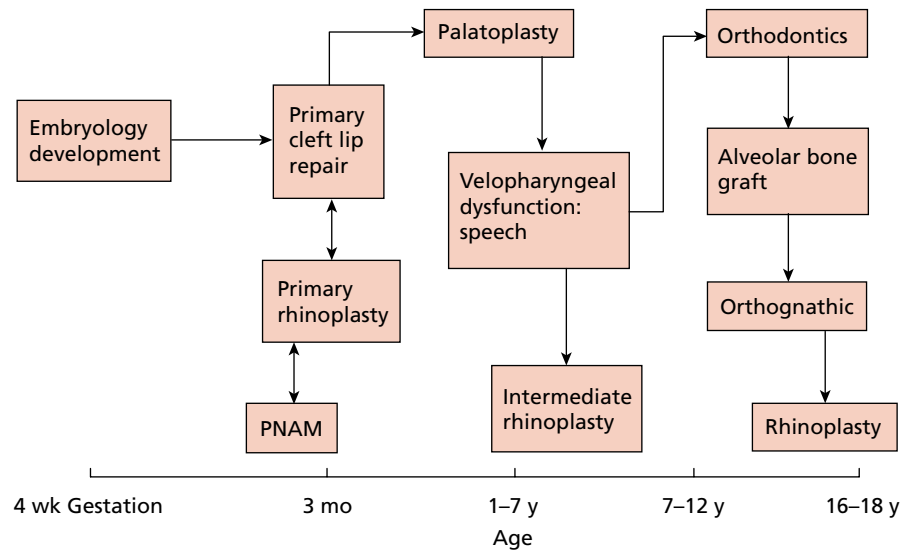 Embryology
development
Primary
cleft lip
repair
Primary
rhinoplasty
PNAM
Palatoplasty
Velopharyngeal
dysfunction:
speech
Intermediate
rhinoplasty
Orthodontics
Alveolar bone
graft
Orthognathic
Rhinoplasty
4 wk Gestation
3 mo
1–7 y
7–12 y
16–18 y
Age